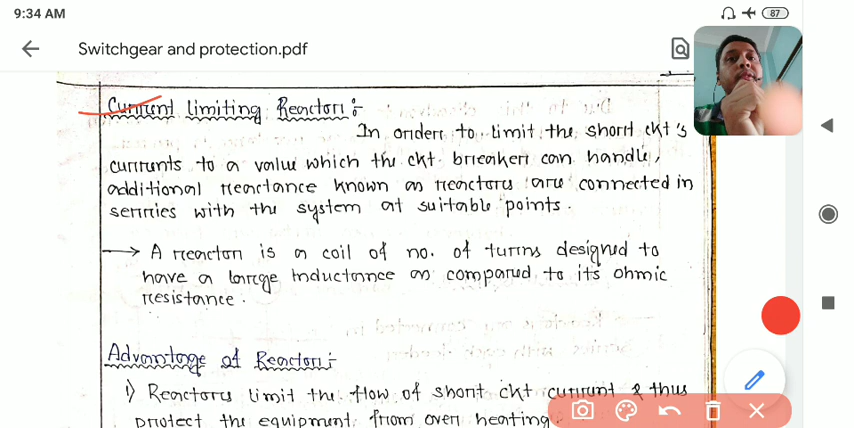 9:34 AM
87
Switchgear and protection.pdf
Current Limiting Reactor :-
In order to limit the short ckt's
currents to a value which the ckt. breaker can handle,
additional reactance known as reactors are connected in
serries with the system at suitable points.
→ A reactor is a coil of no. of turns designed to
have a large inductance as compared to its ohmic
resistance.
Advantage of Reactor :-
1) Reactors limit the flow of short ckt current & thus
protect the equipment from over heating